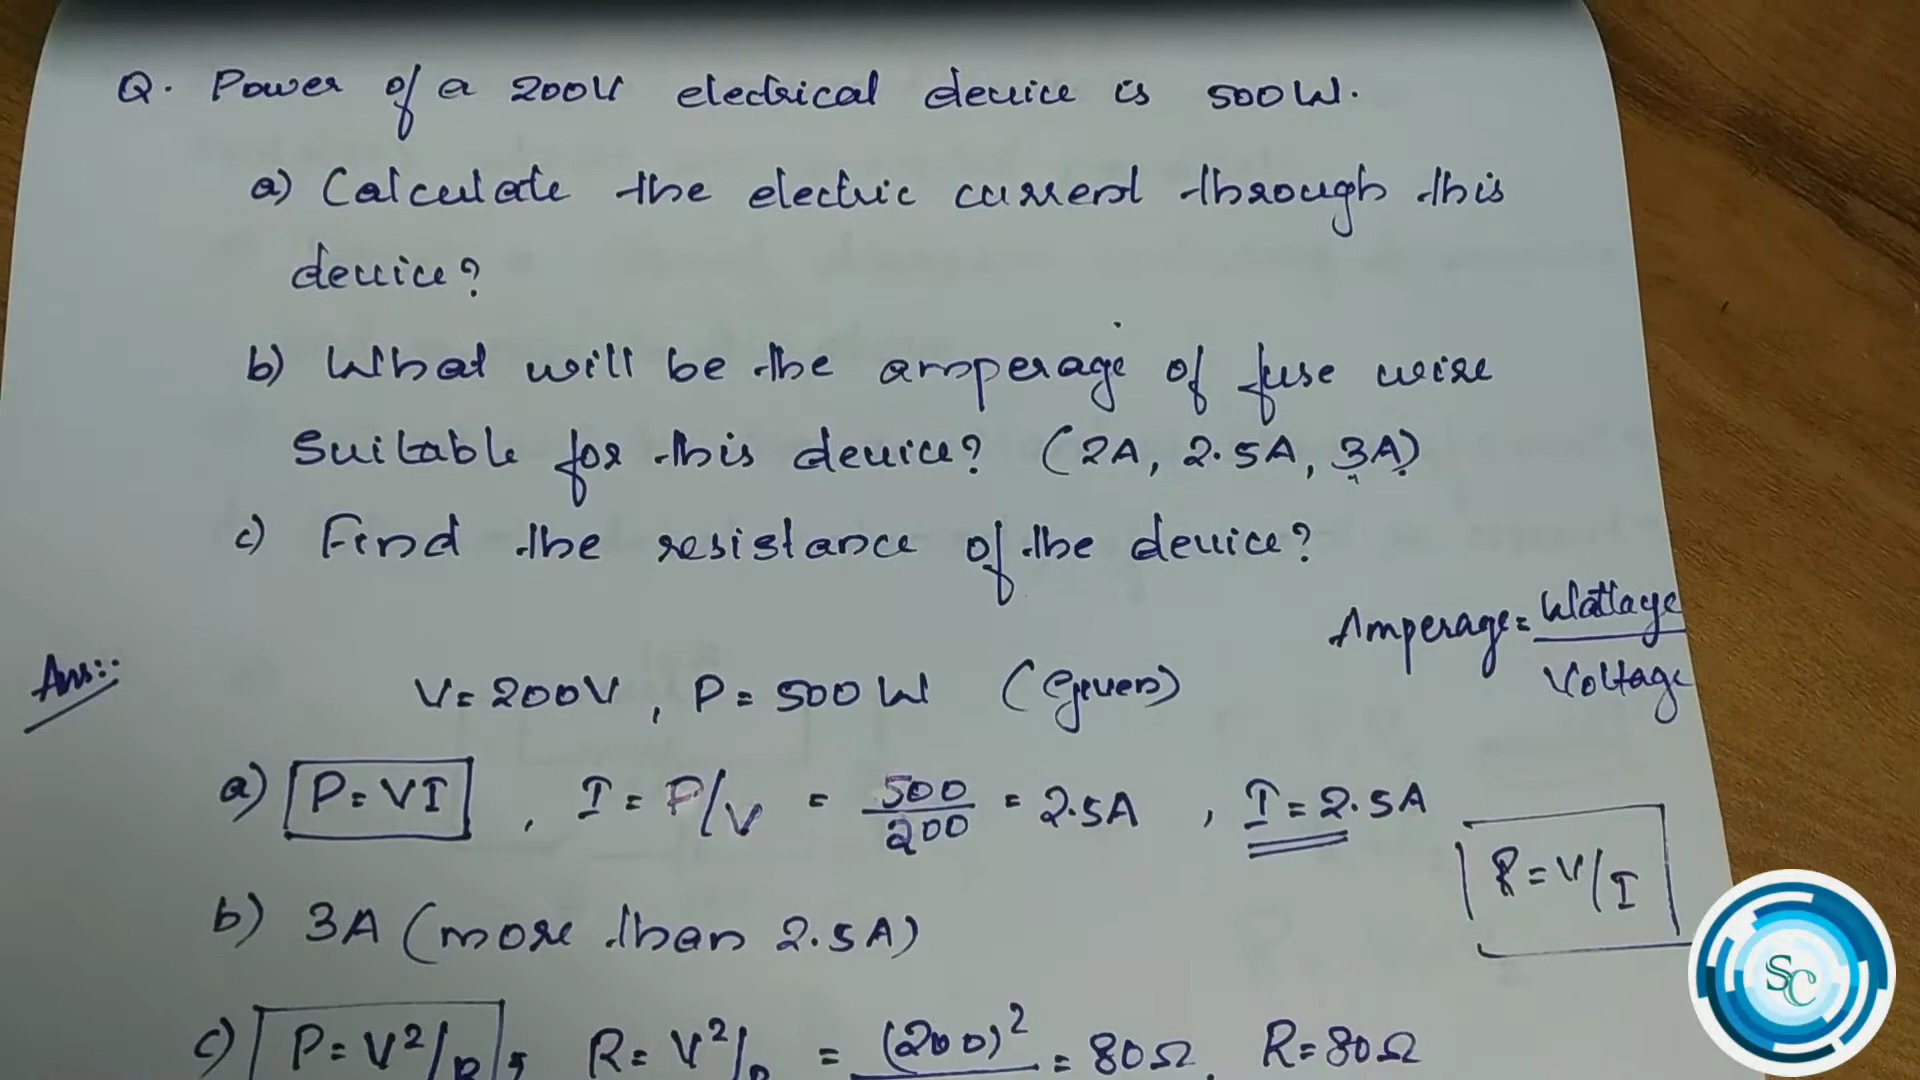 Q. Power of a 200V electrical device is 500W.
a) Calculate the electric current through this
device?
b) What will be the amperage of fuse wire
suitable for this device? (2A, 2.5A, 3A)
c) Find the resistance of the device?
Amperage = Wattage / Voltage
Ans:-
V = 200V, P = 500W (Given)
a) P = VI, I = P/V = 500/200 = 2.5A, I = 2.5A
R = V/I
b) 3A (more than 2.5A)
c) P = V²/R, R = V²/P = (200)² = 80Ω. R = 80Ω
SC